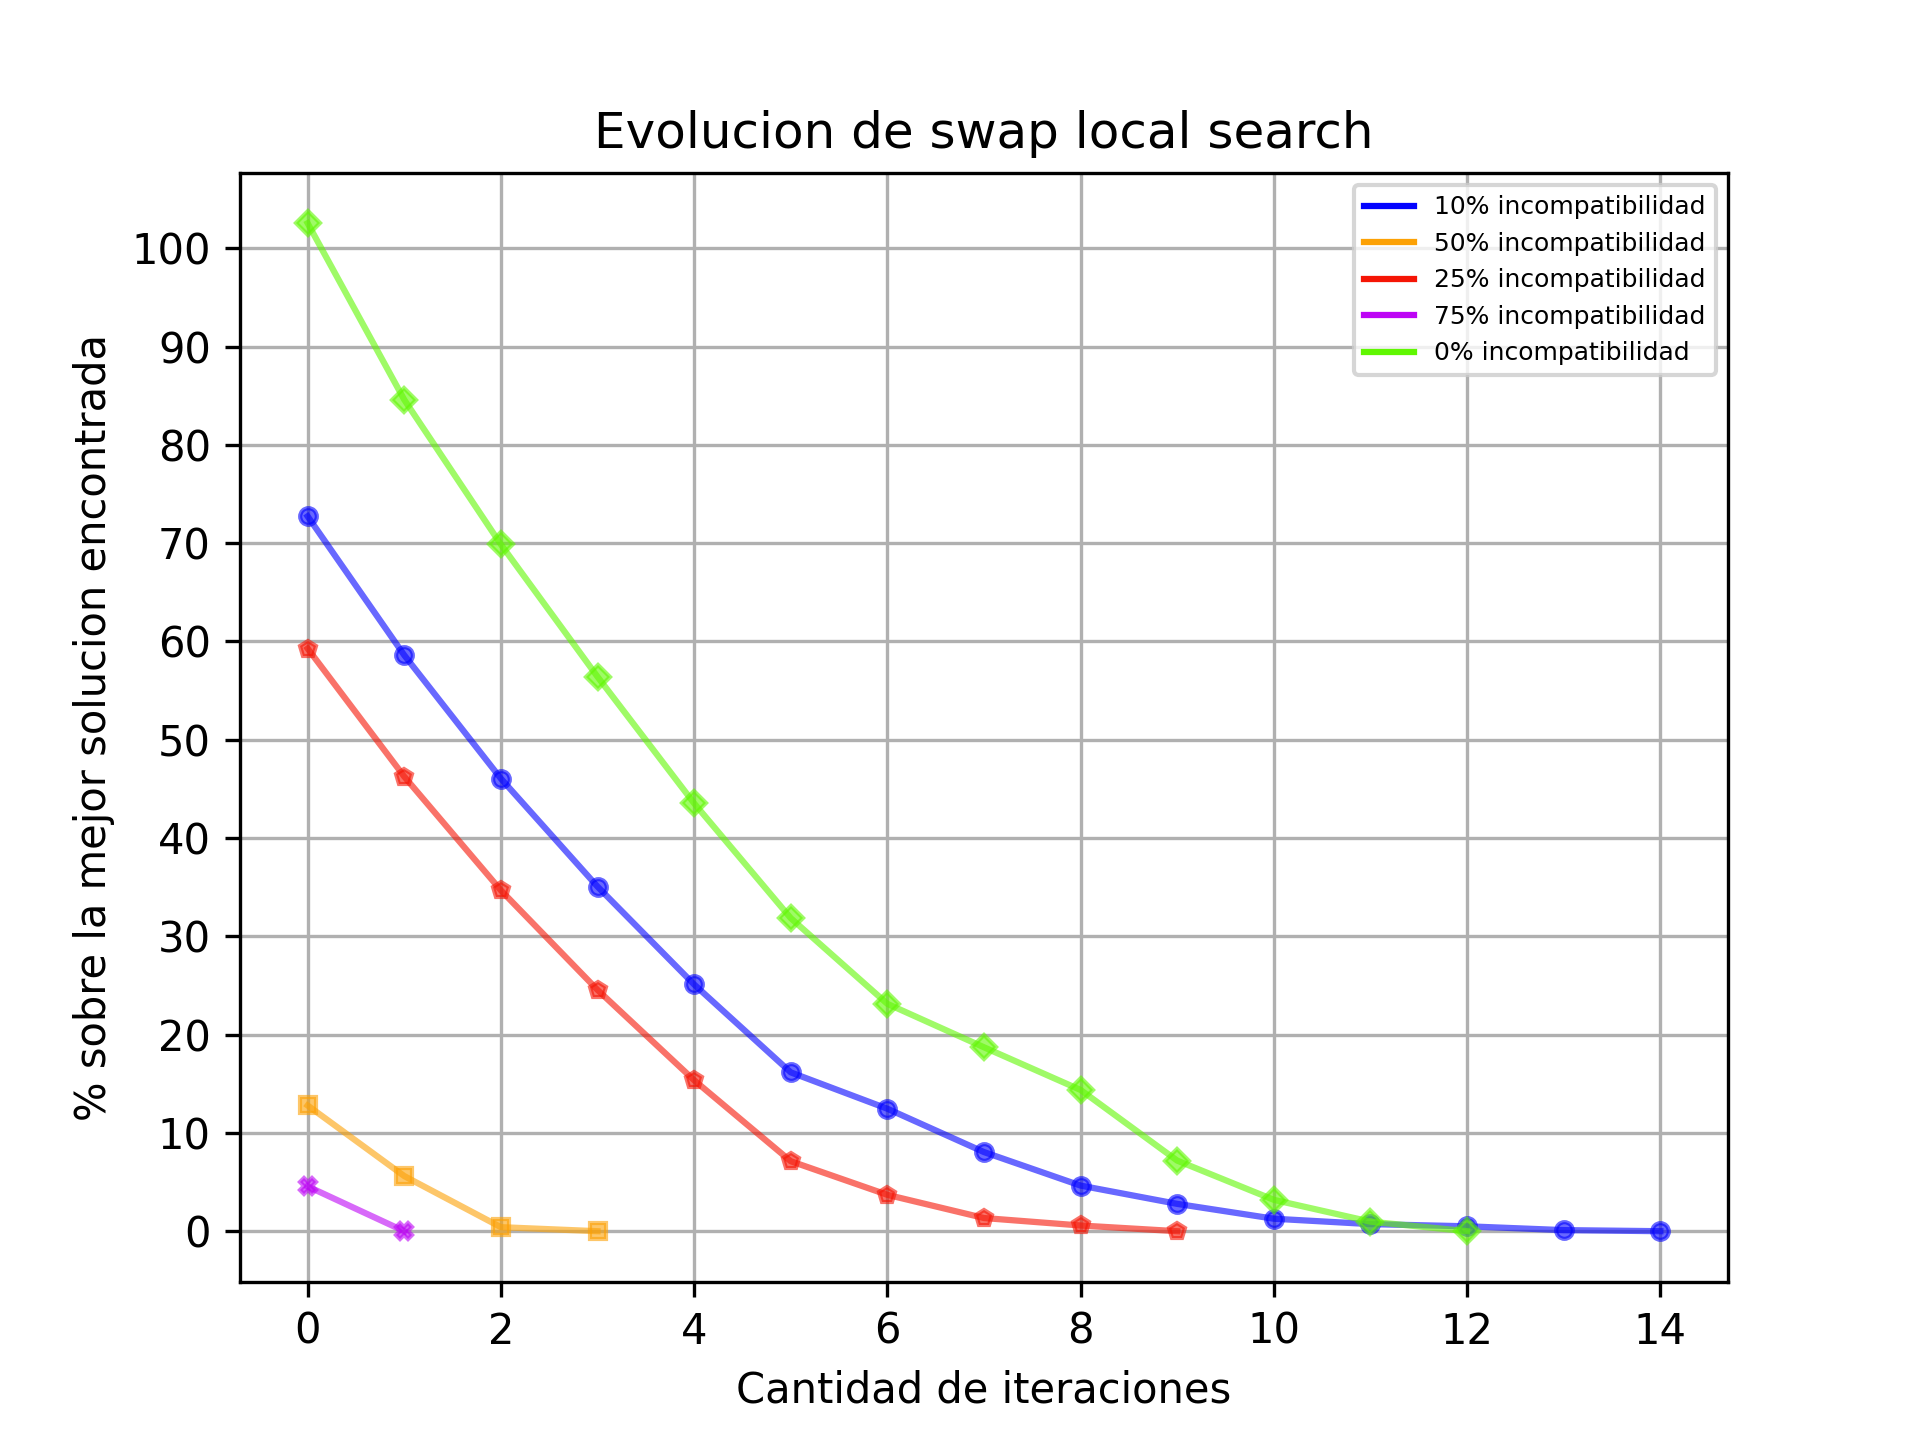 Evolucion de swap local search
10% incompatibilidad
50% incompatibilidad
25% incompatibilidad
75% incompatibilidad
0% incompatibilidad
% sobre la mejor solucion encontrada
100
90
80
70
60
50
40
30
20
10
0
0 2 4 6 8 10 12 14
Cantidad de iteraciones